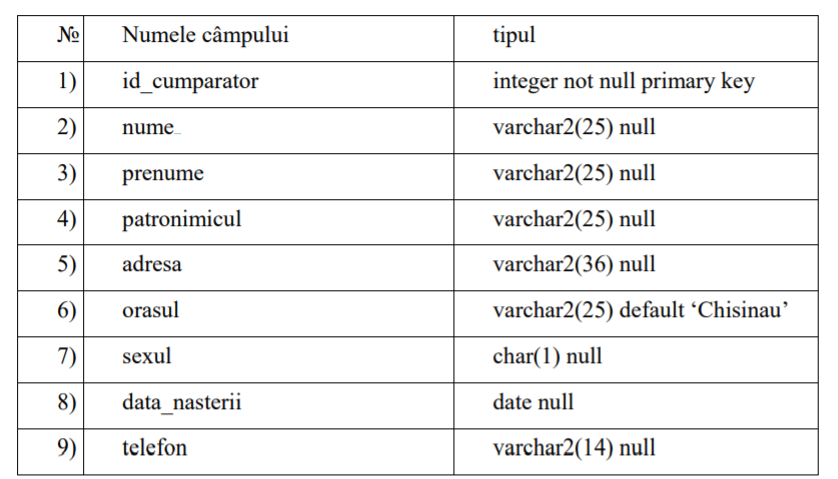 № Numele câmpului tipul
1) id_cumparator integer not null primary key
2) nume varchar2(25) null
3) prenume varchar2(25) null
4) patronimicul varchar2(25) null
5) adresa varchar2(36) null
6) orasul varchar2(25) default ‘Chisinau’
7) sexul char(1) null
8) data_nasterii date null
9) telefon varchar2(14) null